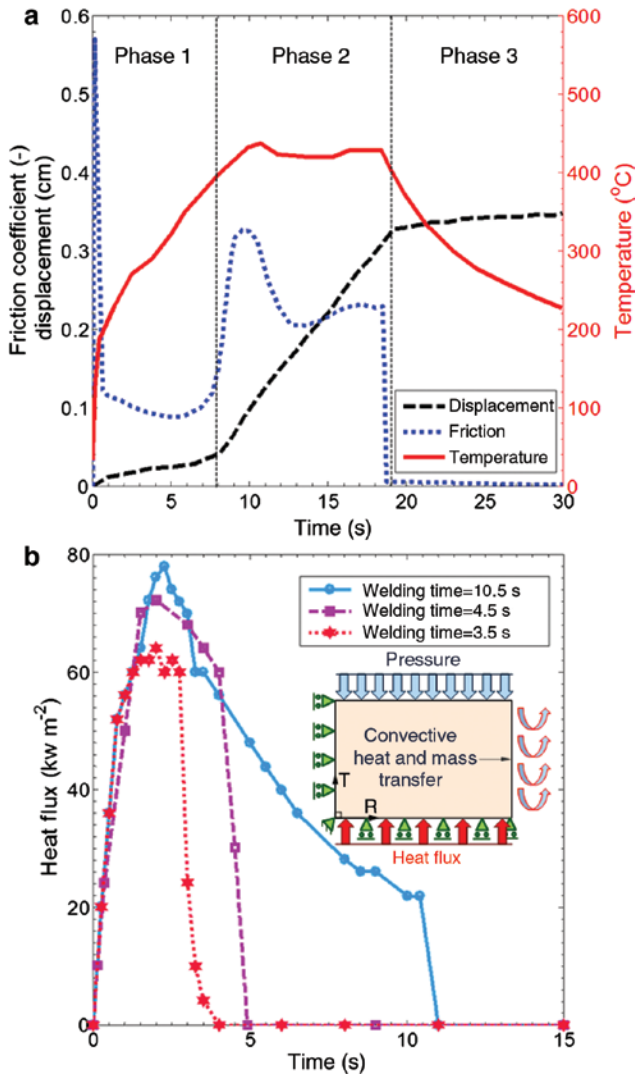 a
Phase 1
Phase 2
Phase 3
Friction coefficient (-)
displacement (cm)
0.6
0.5
0.4
0.3
0.2
0.1
0
600
500
400
300
200
100
0
Temperature (°C)
Displacement
Friction
Temperature
0
5
10
15
20
25
30
Time (s)
b
Heat flux (kw m-2)
80
60
40
20
0
Welding time=10.5 s
Welding time=4.5 s
Welding time=3.5 s
Pressure
Convective
heat and mass
transfer
T
R
Heat flux
0
5
10
15
Time (s)